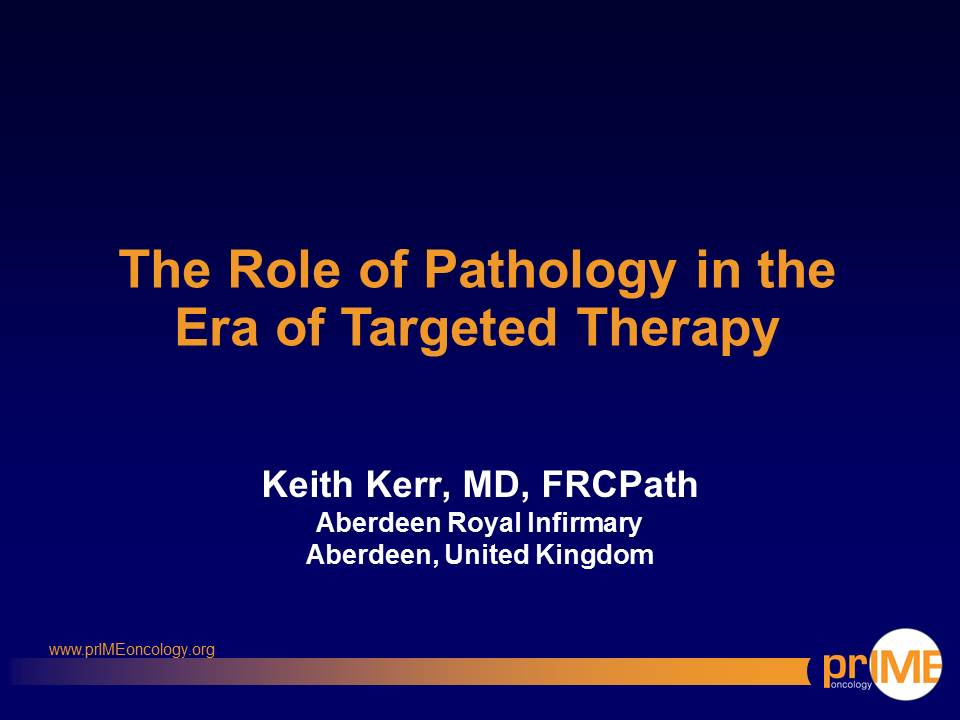 The Role of Pathology in the
Era of Targeted Therapy
Keith Kerr, MD, FRCPath
Aberdeen Royal Infirmary
Aberdeen, United Kingdom
www.prIMEoncology.org
prIME
oncology